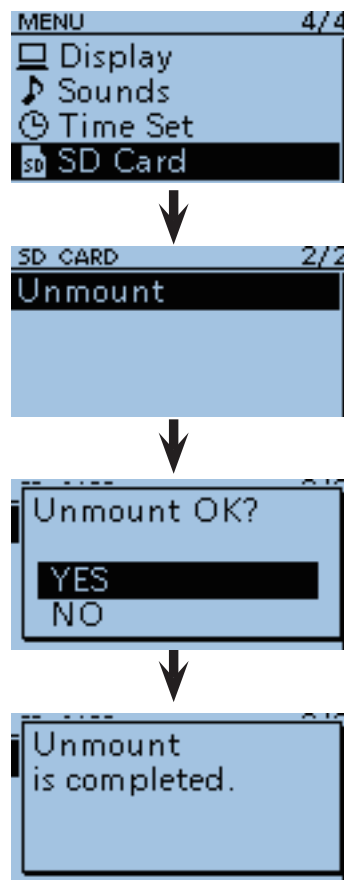 MENU 4/4
Display
Sounds
Time Set
SD SD Card
SD CARD 2/2
Unmount
Unmount OK?
YES
NO
Unmount
is completed.